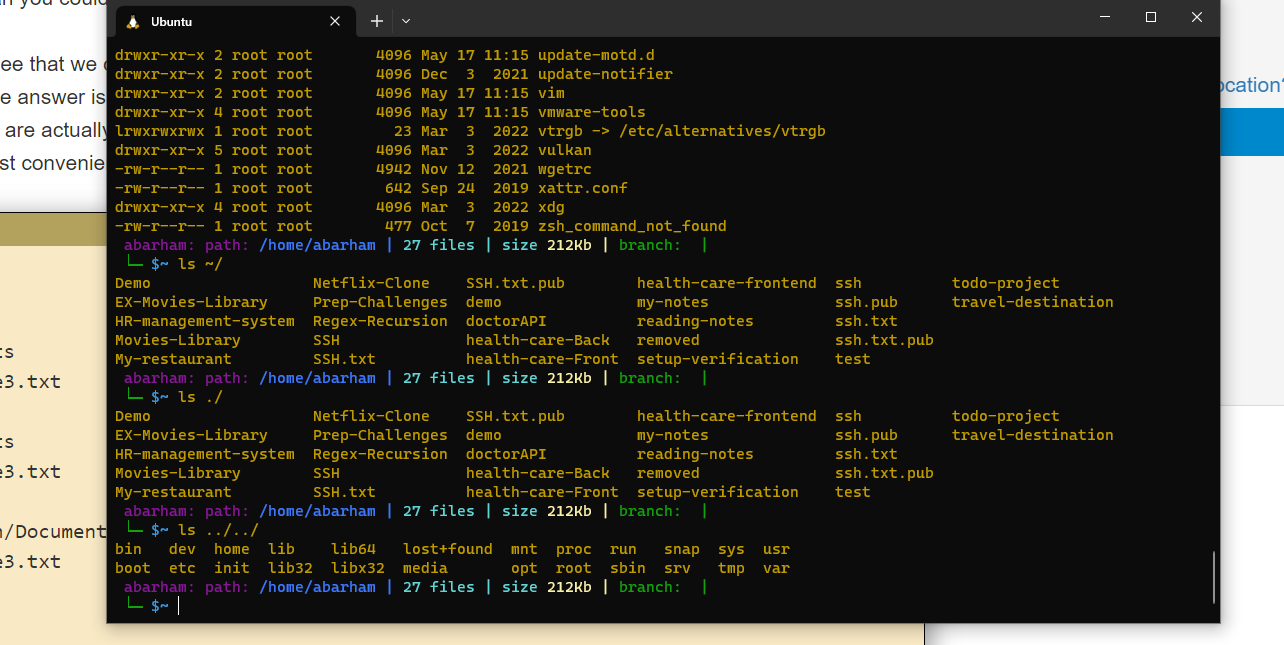 Ubuntu
drwxr-xr-x 2 root root       4096 May 17 11:15 update-motd.d
drwxr-xr-x 2 root root       4096 Dec  3  2021 update-notifier
drwxr-xr-x 2 root root       4096 May 17 11:15 vim
drwxr-xr-x 4 root root       4096 May 17 11:15 vmware-tools
lrwxrwxrwx 1 root root         23 Mar  3  2022 vtrgb -> /etc/alternatives/vtrgb
drwxr-xr-x 5 root root       4096 Mar  3  2022 vulkan
-rw-r--r-- 1 root root       4942 Nov 12  2021 wgetrc
-rw-r--r-- 1 root root        642 Sep 24  2019 xattr.conf
drwxr-xr-x 4 root root       4096 Mar  3  2022 xdg
-rw-r--r-- 1 root root        477 Oct  7  2019 zsh_command_not_found
abarham: path: /home/abarham | 27 files | size 212Kb | branch:  |
└─ $~ ls ~/
Demo                  Netflix-Clone    SSH.txt.pub        health-care-frontend  ssh          todo-project
EX-Movies-Library     Prep-Challenges  demo               my-notes              ssh.pub      travel-destination
HR-management-system  Regex-Recursion  doctorAPI          reading-notes         ssh.txt
Movies-Library        SSH              health-care-Back   removed               ssh.txt.pub
My-restaurant         SSH.txt          health-care-Front  setup-verification    test
abarham: path: /home/abarham | 27 files | size 212Kb | branch:  |
└─ $~ ls ./
Demo                  Netflix-Clone    SSH.txt.pub        health-care-frontend  ssh          todo-project
EX-Movies-Library     Prep-Challenges  demo               my-notes              ssh.pub      travel-destination
HR-management-system  Regex-Recursion  doctorAPI          reading-notes         ssh.txt
Movies-Library        SSH              health-care-Back   removed               ssh.txt.pub
My-restaurant         SSH.txt          health-care-Front  setup-verification    test
abarham: path: /home/abarham | 27 files | size 212Kb | branch:  |
└─ $~ ls ../../
bin   dev  home  lib    lib64   lost+found  mnt  proc  run   snap  sys  usr
boot  etc  init  lib32  libx32  media       opt  root  sbin  srv   tmp  var
abarham: path: /home/abarham | 27 files | size 212Kb | branch:  |
└─ $~
ee that we
e answer is
are actually
/Document